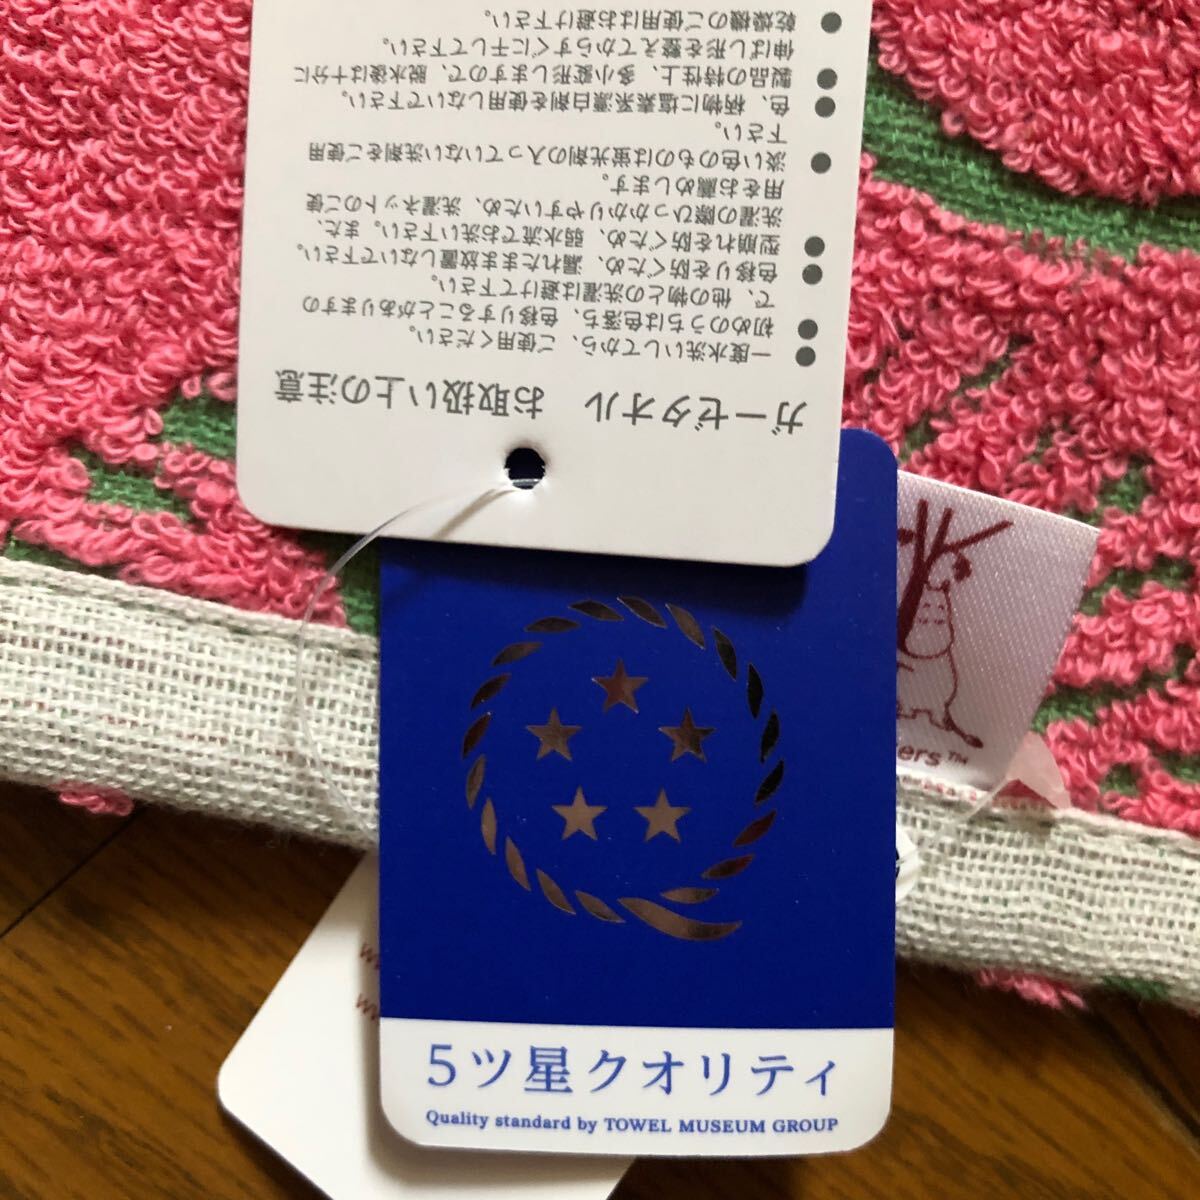 ガーゼタオル　お取扱い上の注意
● 一度水洗いしてから、ご使用ください。
● 初めのうちは色落ち、色移りすることがありますの
で、他の物との洗濯は避けて下さい。
● 色移りを防ぐため、濡れたまま放置しないで下さい。
● 型崩れを防ぐため、弱水流でお洗い下さい。また、
洗濯の際ひっかかりやすいため、洗濯ネットのご使
用をお薦めします。
● 淡い色のものは蛍光剤の入っていない洗剤をご使用
下さい。
● 色、柄物に塩素系漂白剤を使用しないで下さい。
● 製品の特性上、多少変形しますので、脱水後は十分に
伸ばし形を整えてからすぐに干して下さい。
● 乾燥機のご使用はお避け下さい。
5ツ星クオリティ
Quality standard by TOWEL MUSEUM GROUP